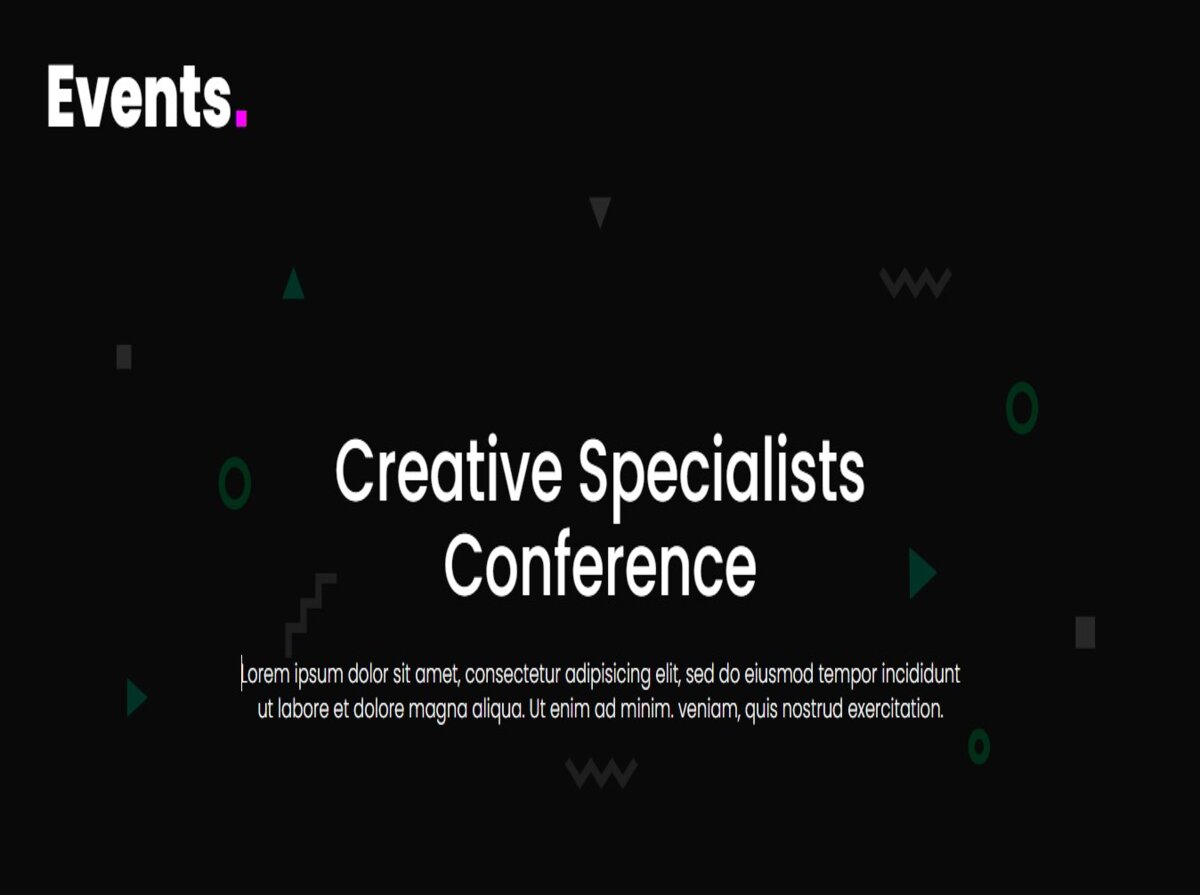 Events.
Creative Specialists
Conference
Lorem ipsum dolor sit amet, consectetur adipisicing elit, sed do eiusmod tempor incididunt
ut labore et dolore magna aliqua. Ut enim ad minim. veniam, quis nostrud exercitation.